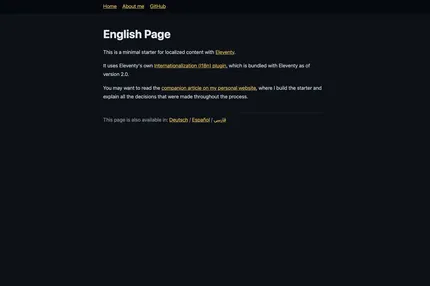 Home About me GitHub
English Page
This is a minimal starter for localized content with Eleventy.
It uses Eleventy's own Internationalization (I18n) plugin, which is bundled with Eleventy as of
version 2.0.
You may want to read the companion article on my personal website, where I build the starter and
explain all the decisions that were made throughout the process.
This page is also available in: Deutsch / Español / فارسی